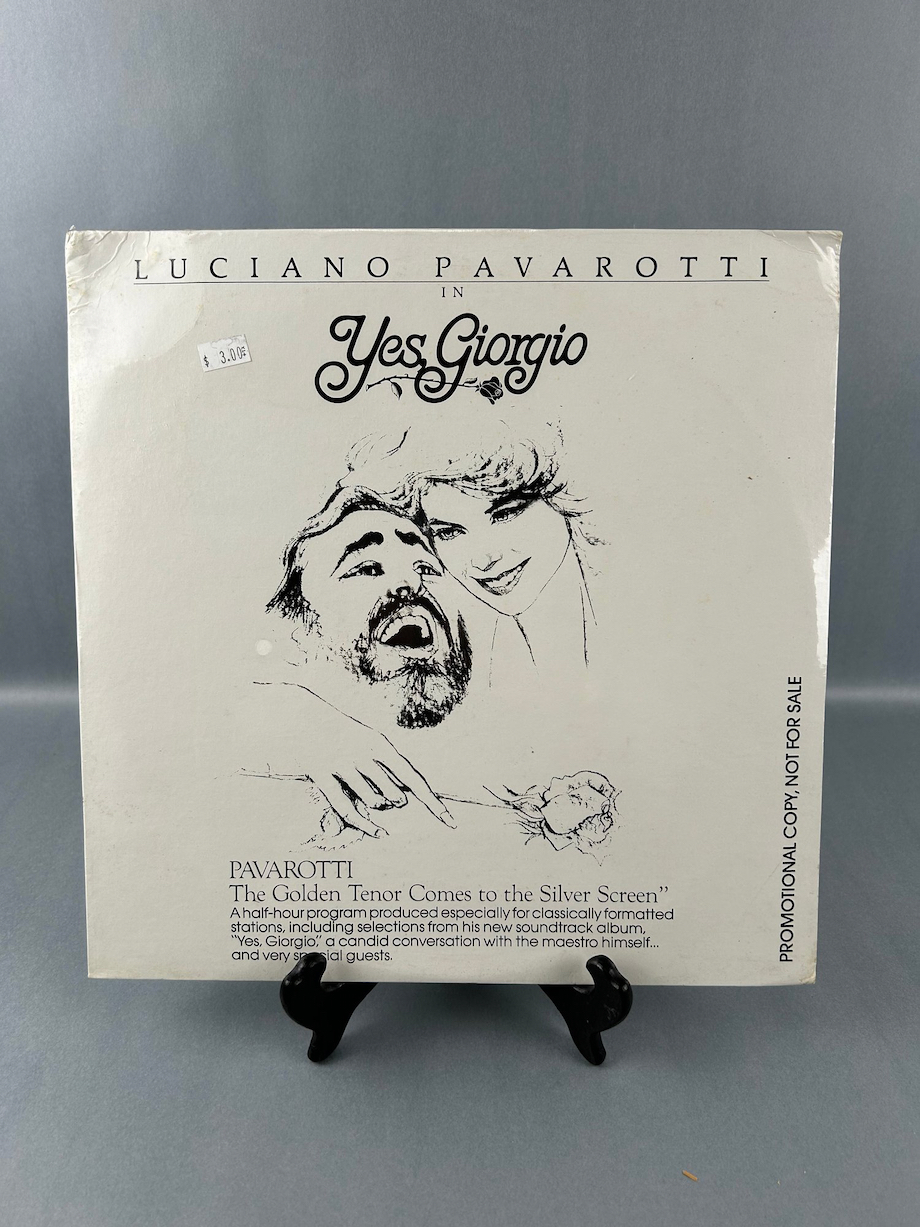 LUCIANO PAVAROTTI
IN
Yes, Giorgio
$ 3.00
PAVAROTTI
The Golden Tenor Comes to the Silver Screen”
A half-hour program produced especially for classically formatted
stations, including selections from his new soundtrack album,
“Yes, Giorgio,” a candid conversation with the maestro himself...
and very special guests.
PROMOTIONAL COPY, NOT FOR SALE